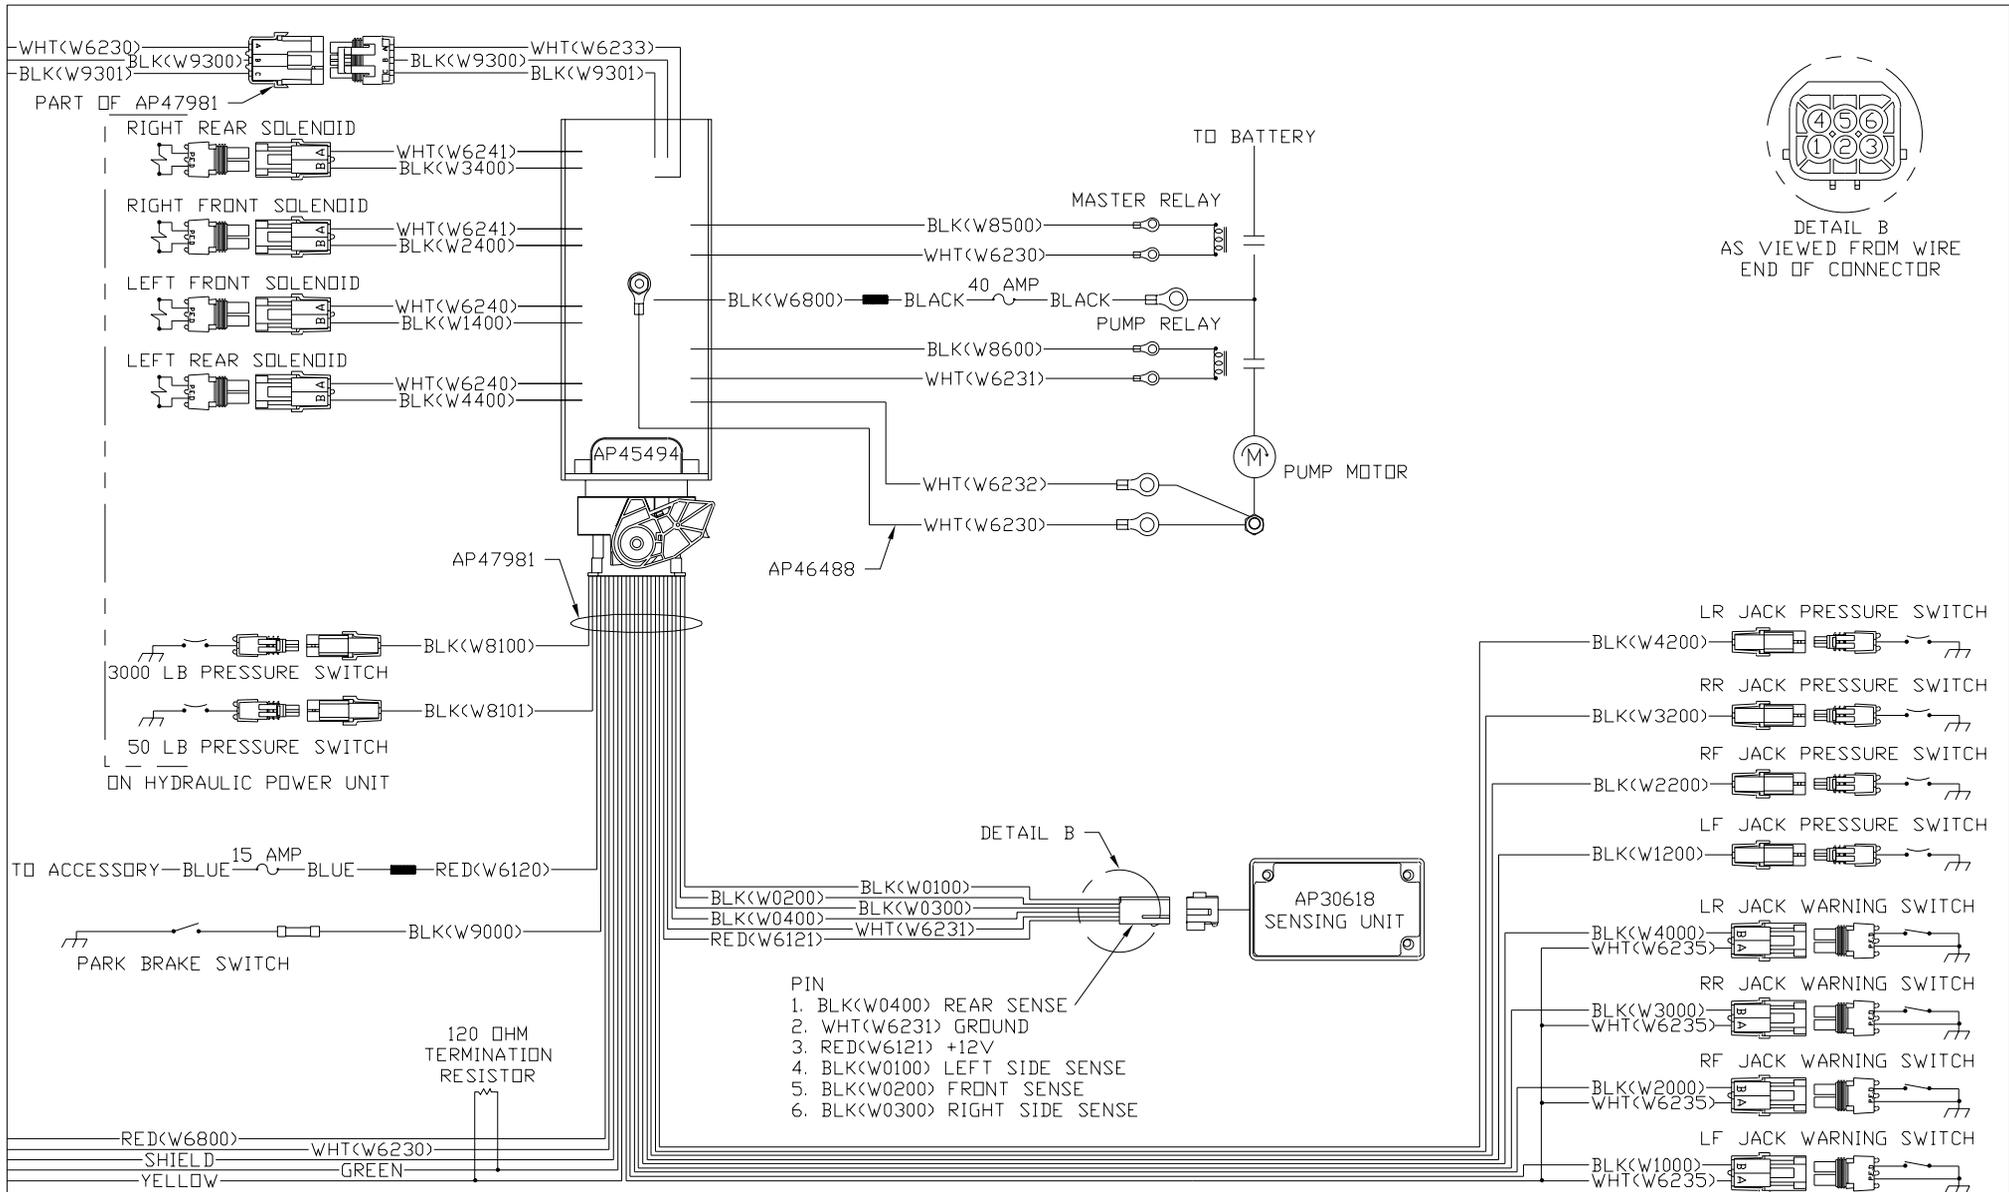 WHT(W6230)
BLK(W9300)
BLK(W9301)
A
B
C
WHT(W6233)
BLK(W9300)
BLK(W9301)
PART OF AP47981
RIGHT REAR SOLENOID
WHT(W6241)
BLK(W3400)
A
B
RIGHT FRONT SOLENOID
WHT(W6241)
BLK(W2400)
A
B
LEFT FRONT SOLENOID
WHT(W6240)
BLK(W1400)
A
B
LEFT REAR SOLENOID
WHT(W6240)
BLK(W4400)
A
B
TO BATTERY
MASTER RELAY
BLK(W8500)
WHT(W6230)
BLK(W6800)
BLACK
40 AMP
BLACK
PUMP RELAY
BLK(W8600)
WHT(W6231)
M
PUMP MOTOR
WHT(W6232)
WHT(W6230)
AP46488
AP45494
AP47981
4 5 6
1 2 3
DETAIL B
AS VIEWED FROM WIRE
END OF CONNECTOR
BLK(W8100)
3000 LB PRESSURE SWITCH
BLK(W8101)
50 LB PRESSURE SWITCH
ON HYDRAULIC POWER UNIT
TO ACCESSORY
BLUE
15 AMP
BLUE
RED(W6120)
BLK(W9000)
PARK BRAKE SWITCH
DETAIL B
BLK(W0100)
BLK(W0200)
BLK(W0300)
BLK(W0400)
WHT(W6231)
RED(W6121)
AP30618
SENSING UNIT
PIN
1. BLK(W0400) REAR SENSE
2. WHT(W6231) GROUND
3. RED(W6121) +12V
4. BLK(W0100) LEFT SIDE SENSE
5. BLK(W0200) FRONT SENSE
6. BLK(W0300) RIGHT SIDE SENSE
120 OHM
TERMINATION
RESISTOR
RED(W6800)
WHT(W6230)
SHIELD
GREEN
YELLOW
LR JACK PRESSURE SWITCH
BLK(W4200)
RR JACK PRESSURE SWITCH
BLK(W3200)
RF JACK PRESSURE SWITCH
BLK(W2200)
LF JACK PRESSURE SWITCH
BLK(W1200)
LR JACK WARNING SWITCH
BLK(W4000)
WHT(W6235)
B
A
RR JACK WARNING SWITCH
BLK(W3000)
WHT(W6235)
B
A
RF JACK WARNING SWITCH
BLK(W2000)
WHT(W6235)
B
A
LF JACK WARNING SWITCH
BLK(W1000)
WHT(W6235)
B
A